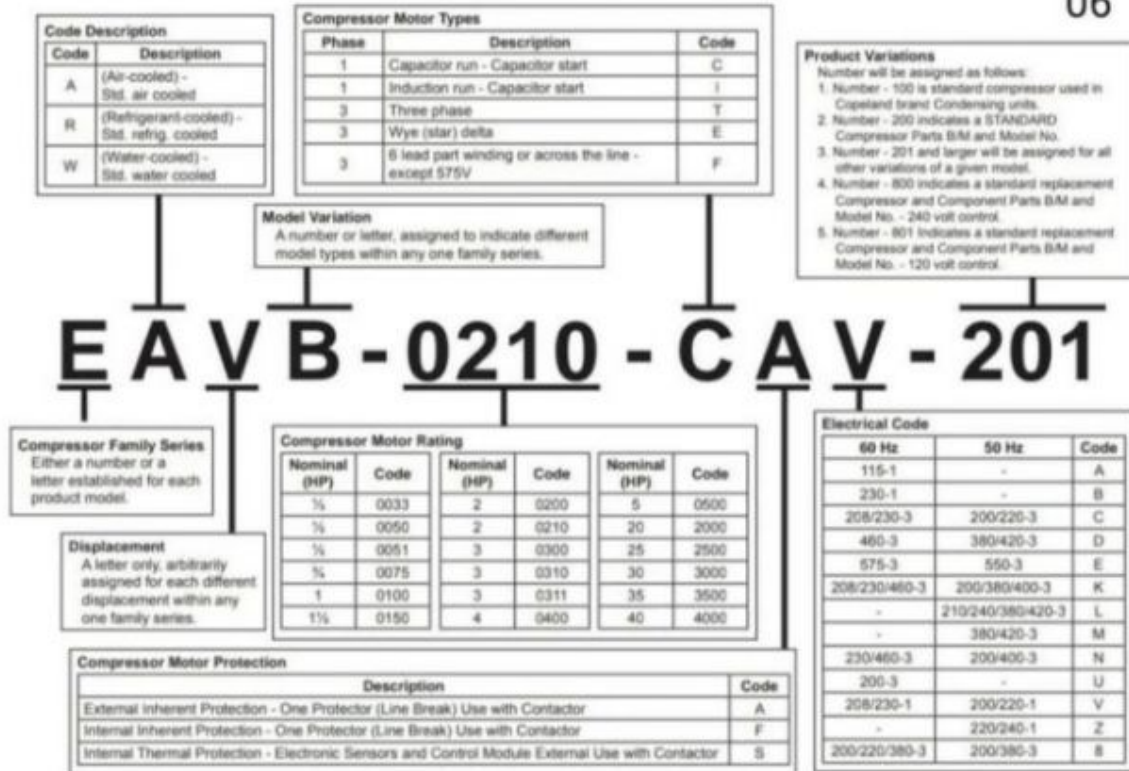 06
Code Description
Code Description
A (Air-cooled) -
Std. air cooled
R (Refrigerant-cooled) -
Std. refrig. cooled
W (Water-cooled) -
Std. water cooled
Compressor Motor Types
Phase Description Code
1 Capacitor run - Capacitor start C
1 Induction run - Capacitor start I
3 Three phase T
3 Wye (star) delta E
3 6 lead part winding or across the line - F
except 575V
Product Variations
Number will be assigned as follows:
1. Number - 100 is standard compressor used in
Copeland brand Condensing units.
2. Number - 200 indicates a STANDARD
Compressor Parts B/M and Model No.
3. Number - 201 and larger will be assigned for all
other variations of a given model.
4. Number - 800 indicates a standard replacement
Compressor and Component Parts B/M and
Model No. - 240 volt control.
5. Number - 801 Indicates a standard replacement
Compressor and Component Parts B/M and
Model No. - 120 volt control.
Model Variation
A number or letter, assigned to indicate different
model types within any one family series.
EAVB-0210-CAV-201
Compressor Family Series
Either a number or a
letter established for each
product model.
Displacement
A letter only, arbitrarily
assigned for each different
displacement within any
one family series.
Compressor Motor Rating
Nominal (HP) Code Nominal (HP) Code Nominal (HP) Code
0033 2 0200 5 0500
0050 2 0210 20 2000
0051 3 0300 25 2500
¾ 0075 3 0310 30 3000
1 0100 3 0311 35 3500
1½ 0150 4 0400 40 4000
Electrical Code
60 Hz 50 Hz Code
115-1 - A
230-1 - B
208/230-3 200/220-3 C
460-3 380/420-3 D
575-3 550-3 E
208/230/460-3 200/380/400-3 K
- 210/240/380/420-3 L
- 380/420-3 M
230/460-3 200/400-3 N
200-3 - U
208/230-1 200/220-1 V
- 220/240-1 Z
200/220/380-3 200/380-3 8
Compressor Motor Protection
Description Code
External Inherent Protection - One Protector (Line Break) Use with Contactor A
Internal Inherent Protection - One Protector (Line Break) Use with Contactor F
Internal Thermal Protection - Electronic Sensors and Control Module External Use with Contactor S